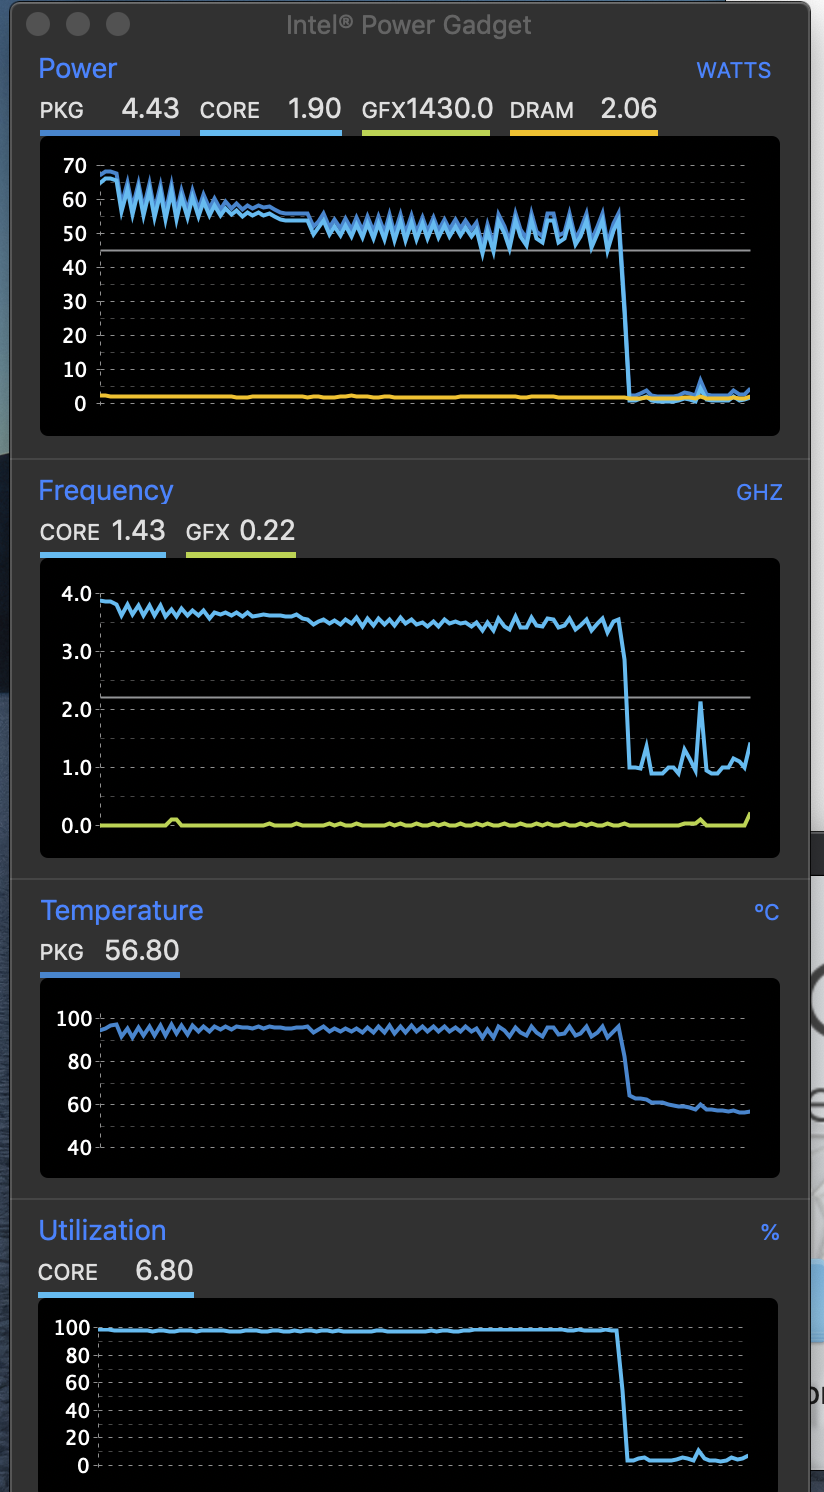 Intel® Power Gadget
Power WATTS
PKG 4.43 CORE 1.90 GFX1430.0 DRAM 2.06
70
60
50
40
30
20
10
0
Frequency GHZ
CORE 1.43 GFX 0.22
4.0
3.0
2.0
1.0
0.0
Temperature ºC
PKG 56.80
100
80
60
40
Utilization %
CORE 6.80
100
80
60
40
20
0